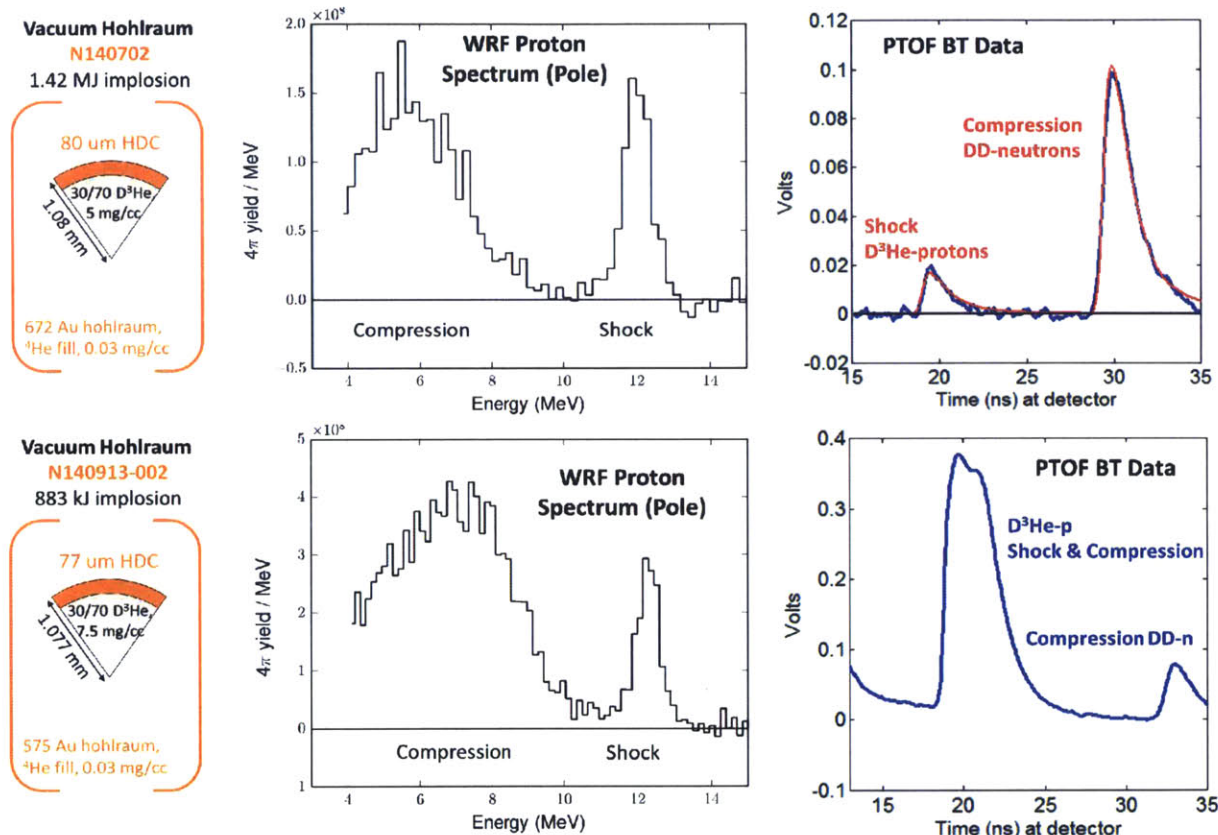 Vacuum Hohlraum
N140702
1.42 MJ implosion
80 um HDC
30/70 D³He
5 mg/cc
1.08 mm
672 Au hohlraum,
⁴He fill, 0.03 mg/cc
×10⁸
WRF Proton
Spectrum (Pole)
2.0
1.5
1.0
0.5
0.0
-0.5
4π yield / MeV
Compression
Shock
4
6
8
10
12
14
Energy (MeV)
PTOF BT Data
Compression
DD-neutrons
Shock
D³He-protons
0.12
0.1
0.08
0.06
0.04
0.02
0
-0.02
Volts
15
20
25
30
35
Time (ns) at detector
Vacuum Hohlraum
N140913-002
883 kJ implosion
77 um HDC
30/70 D³He,
7.5 mg/cc
1.077 mm
575 Au hohlraum,
⁴He fill, 0.03 mg/cc
WRF Proton
Spectrum (Pole)
5
4
3
2
1
0
1
4π yield / MeV
Compression
Shock
4
6
8
10
12
14
Energy (MeV)
PTOF BT Data
D³He-p
Shock & Compression
Compression DD-n
0.4
0.3
0.2
0.1
0
-0.1
Volts
15
20
25
30
35
Time (ns) at detector